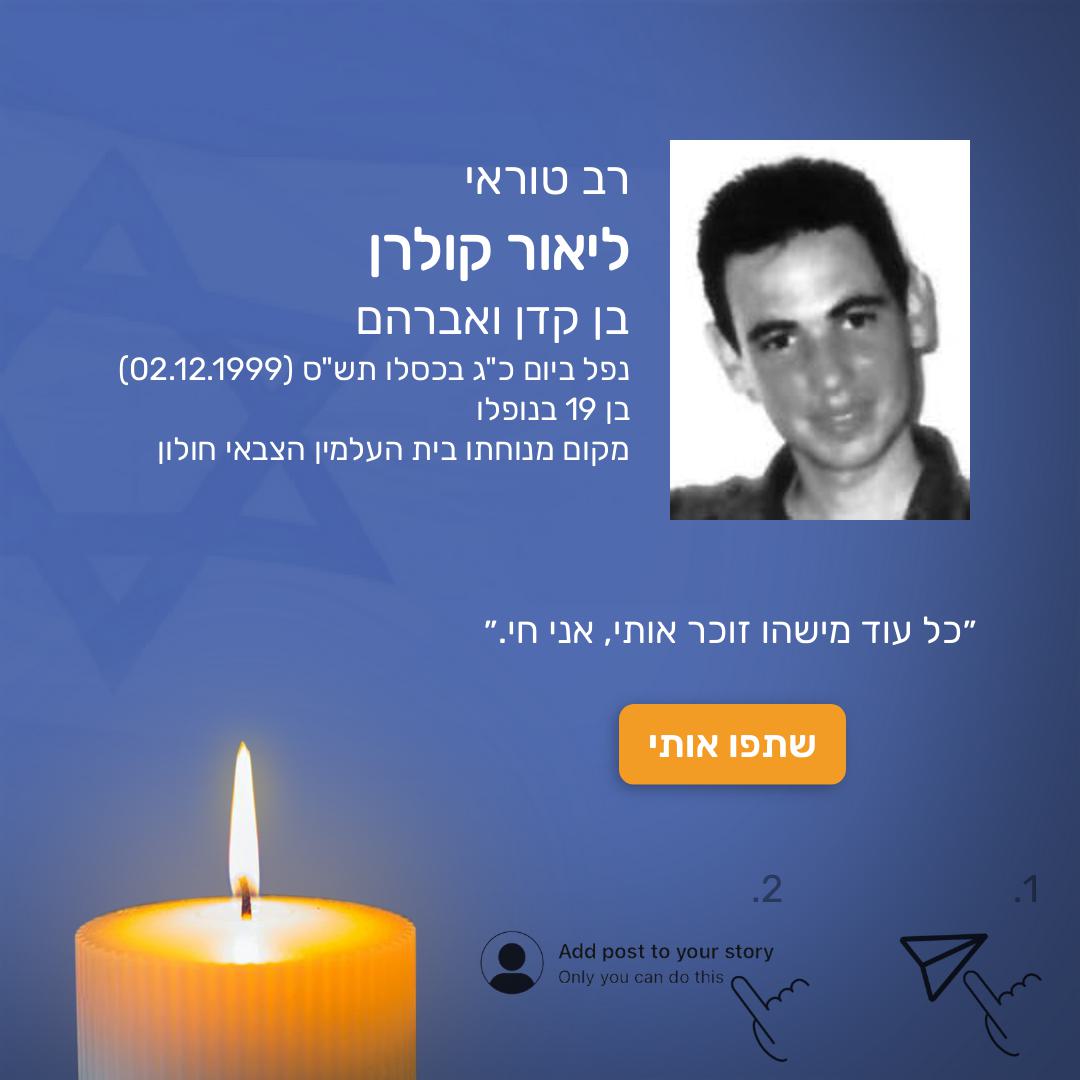 רב טוראי
ליאור קולרן
בן קדן ואברהם
נפל ביום כ"ג בכסלו תש"ס (02.12.1999)
בן 19 בנופלו
מקום מנוחתו בית העלמין הצבאי חולון
״כל עוד מישהו זוכר אותי, אני חי.״
שתפו אותי
.1
.2
Add post to your story
Only you can do this